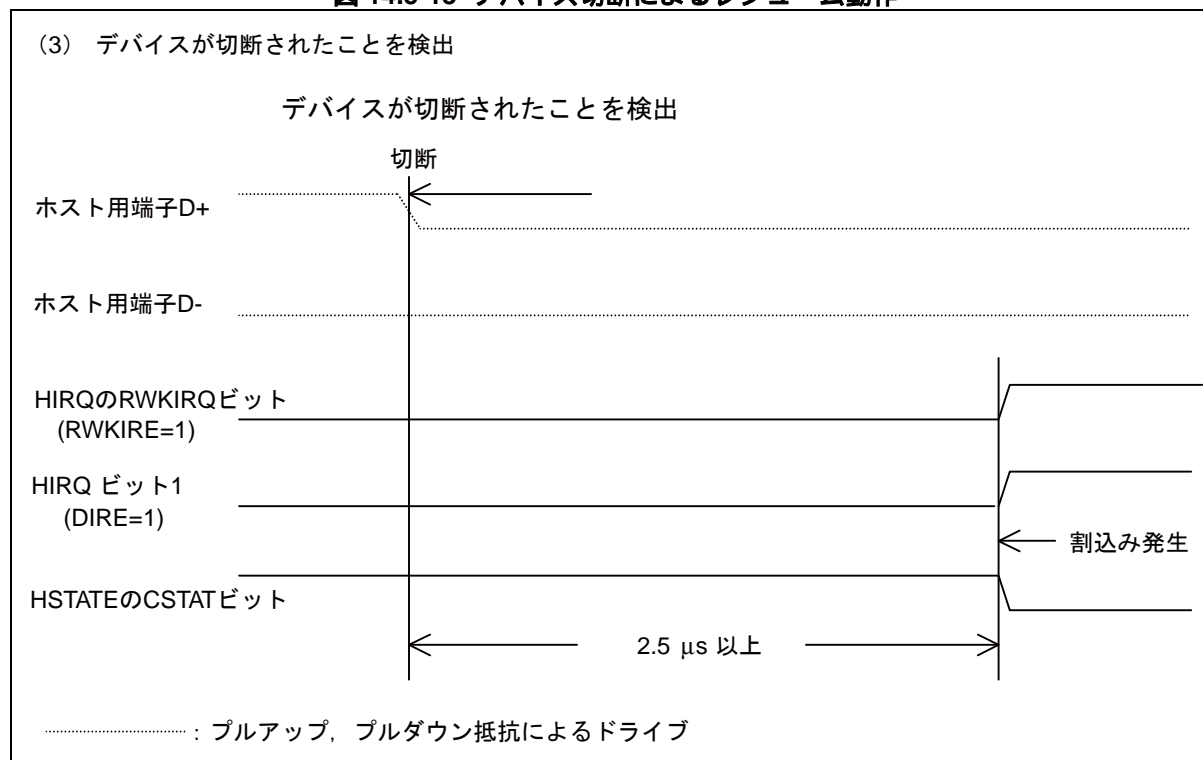 （3） デバイスが切断されたことを検出
デバイスが切断されたことを検出
切断
ホスト用端子D+
ホスト用端子D-
HIRQのRWKIRQビット
(RWKIRE=1)
HIRQ ビット1
(DIRE=1)
割込み発生
HSTATEのCSTATビット
2.5 μs 以上
: プルアップ，プルダウン抵抗によるドライブ